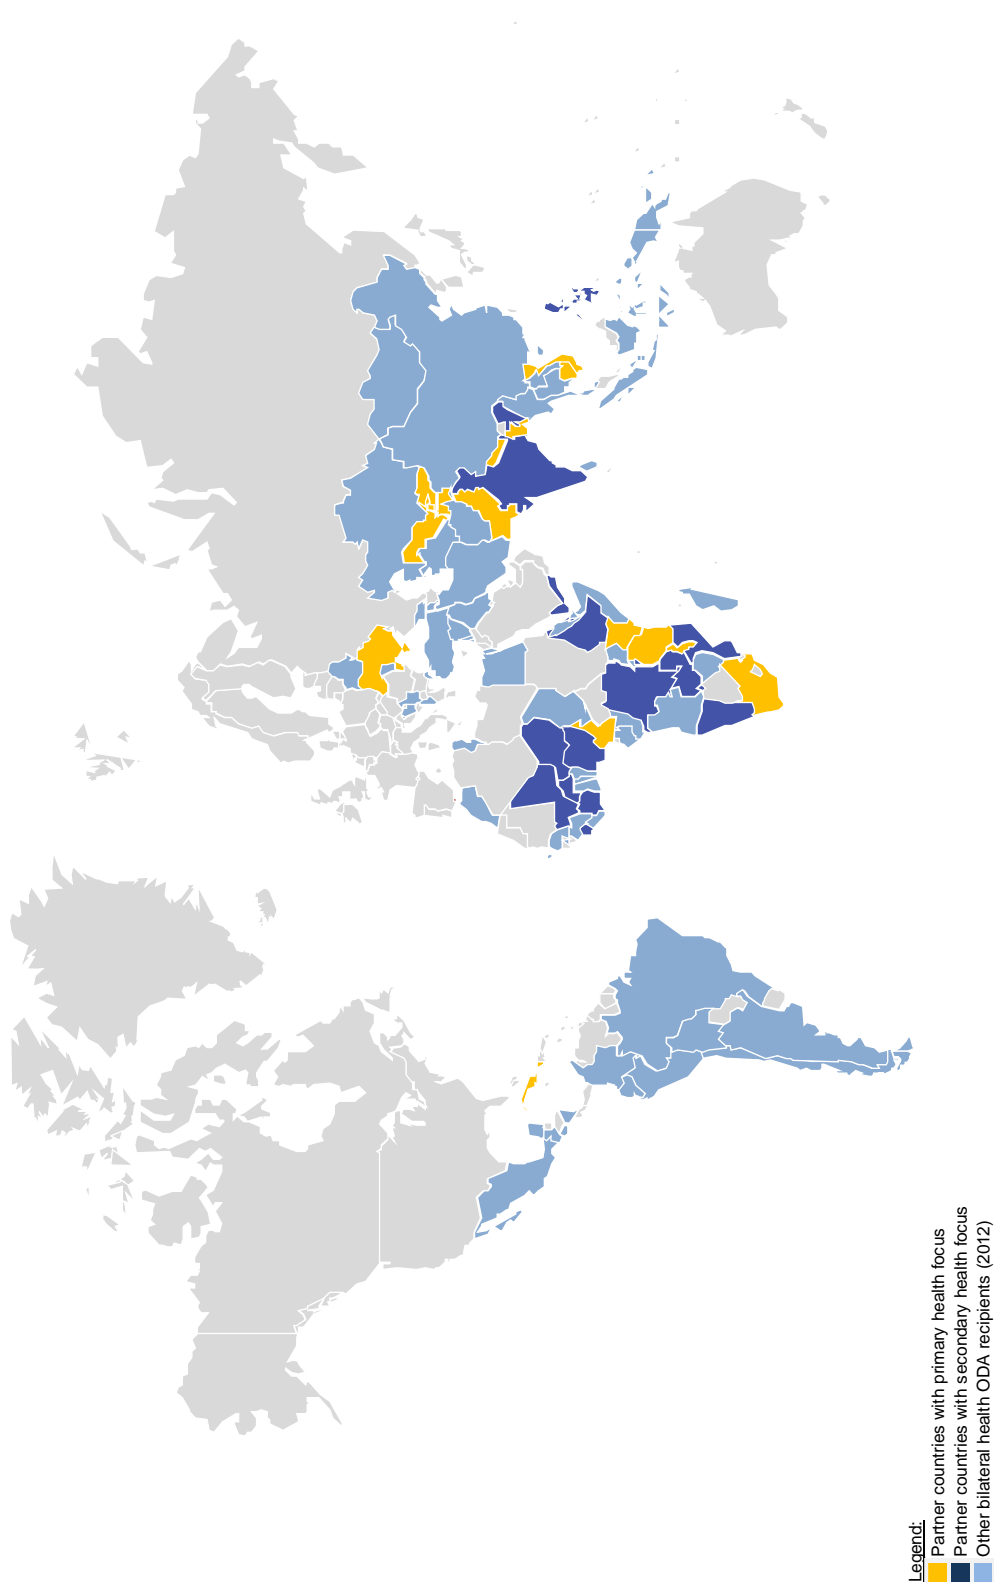 Legend:
Partner countries with primary health focus
Partner countries with secondary health focus
Other bilateral health ODA recipients (2012)